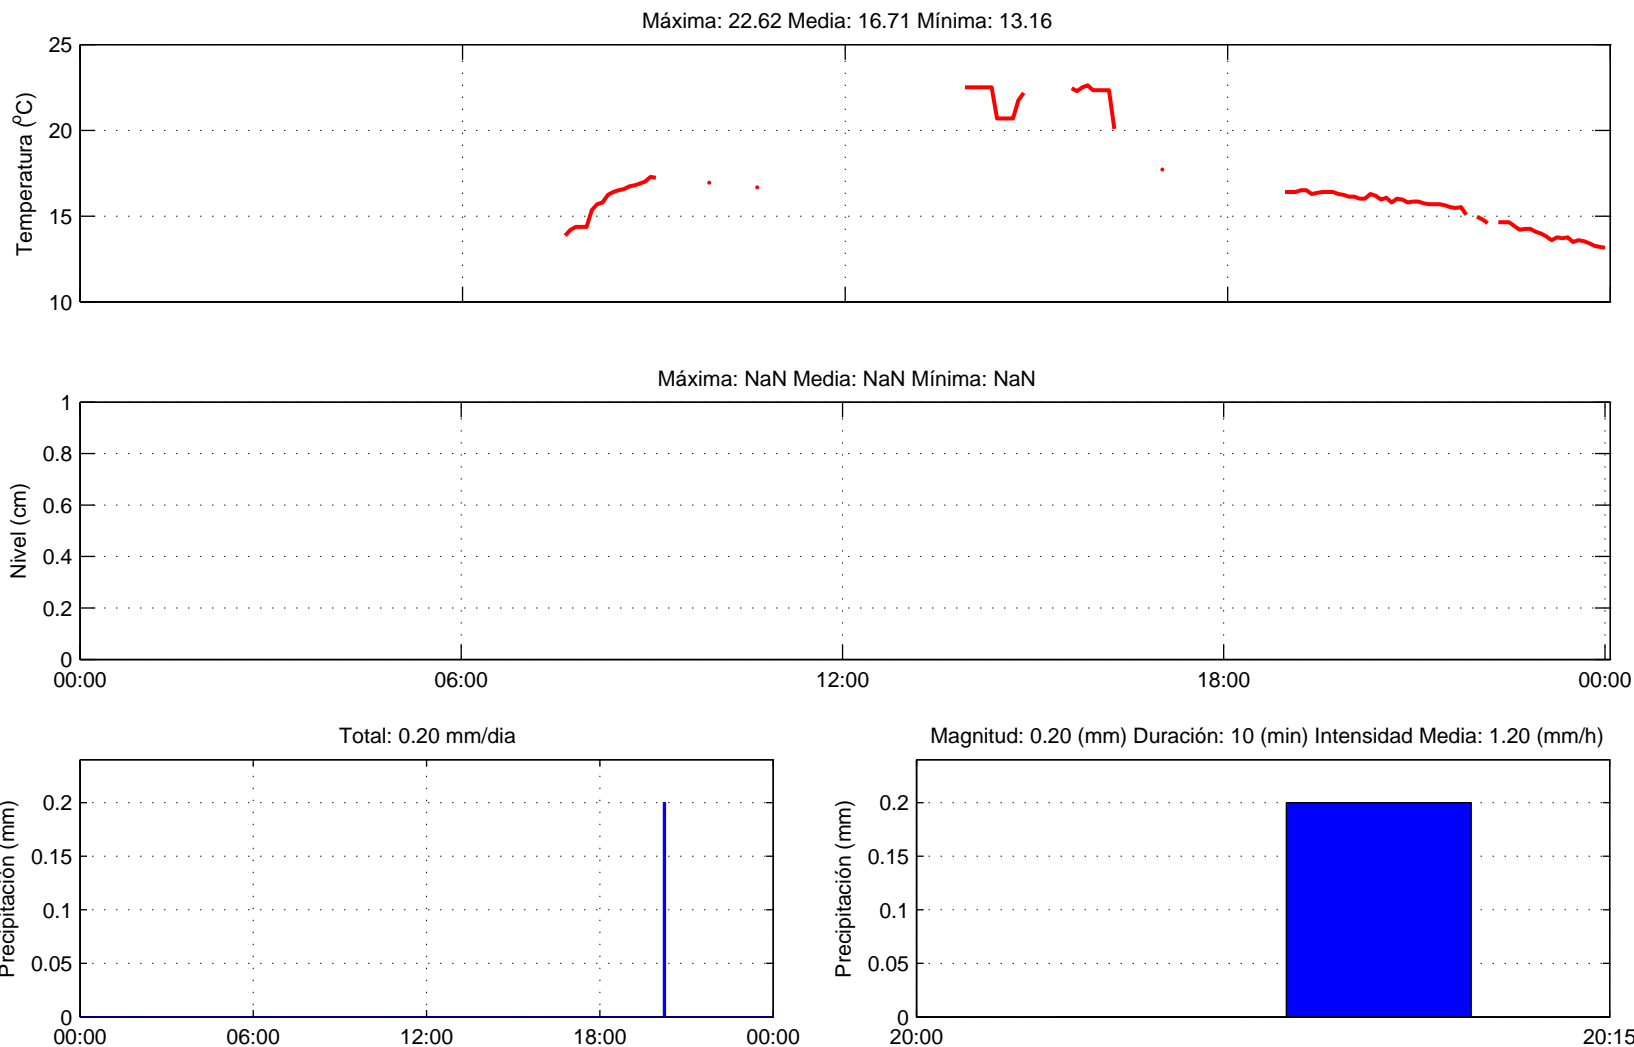 Máxima: 22.62 Media: 16.71 Mínima: 13.16
25
20
15
10
Temperatura (ºC)
Máxima: NaN Media: NaN Mínima: NaN
1
0.8
0.6
0.4
0.2
0
Nivel (cm)
00:00 06:00 12:00 18:00 00:00
Total: 0.20 mm/dia
0.2
0.15
0.1
0.05
0
Precipitación (mm)
00:00 06:00 12:00 18:00 00:00
Magnitud: 0.20 (mm) Duración: 10 (min) Intensidad Media: 1.20 (mm/h)
0.2
0.15
0.1
0.05
0
Precipitación (mm)
20:00 20:15